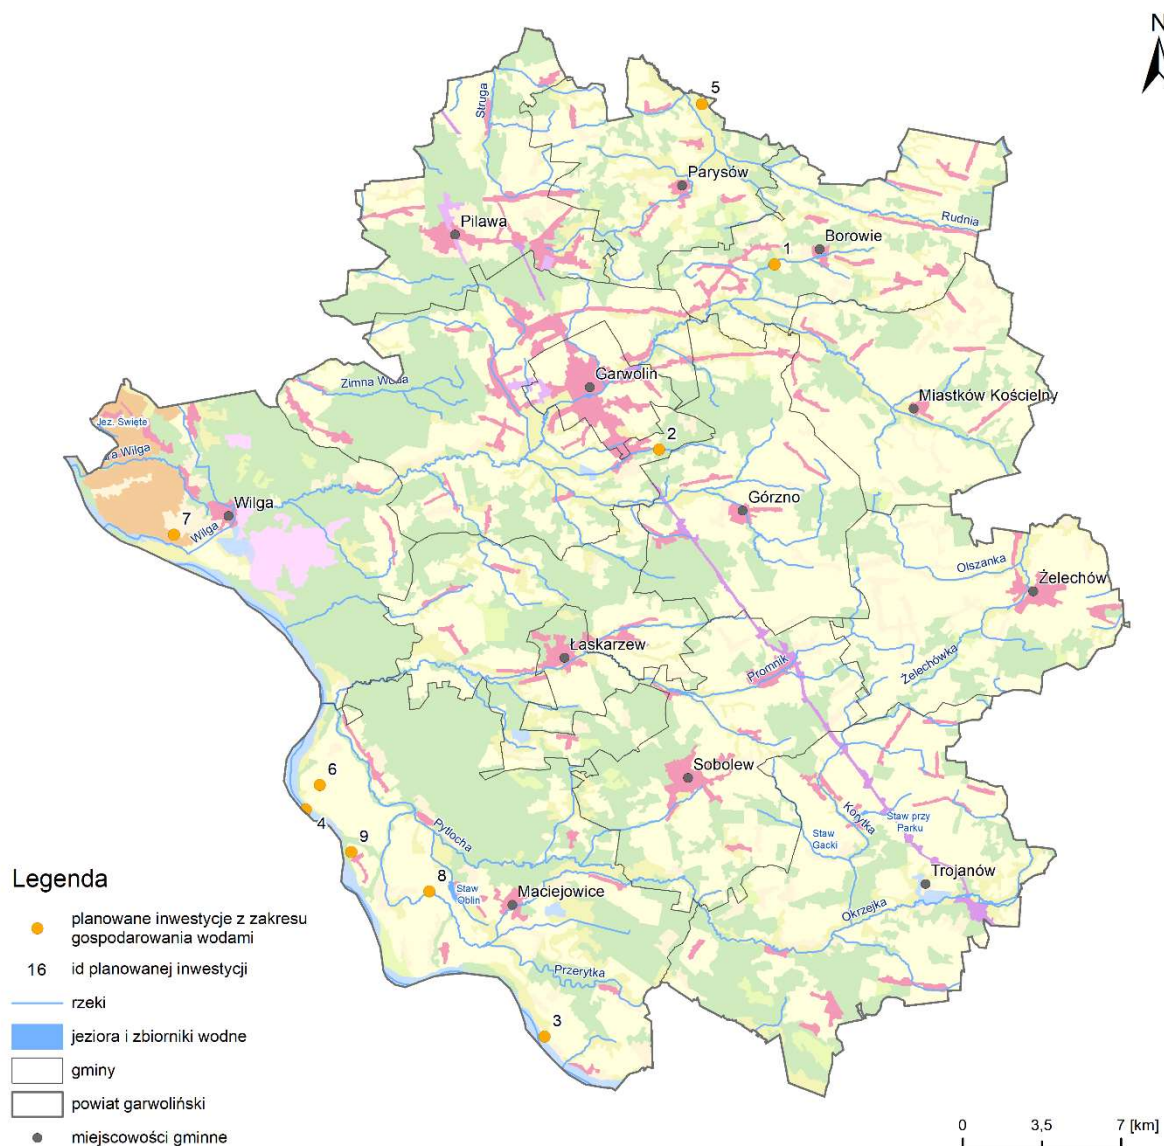 N
5
Struga
Parysów
Rudnia
Pilawa
1
Borowie
Garwolin
Zimna Woda
Miastków Kościelny
Jez. Święte
2
ra Wilga
Wilga
Górzno
7
Wilga
Olszanka
Żelechów
Łaskarzew
Promnik
Żelechówka
Sobolew
6
4
Korytka
Staw przy
Parku
Pytlocha
Staw
Gacki
9
Trojanów
8
Staw
Oblin
Maciejowice
Okrzejka
Przerytka
3
Legenda
planowane inwestycje z zakresu
gospodarowania wodami
16 id planowanej inwestycji
rzeki
jeziora i zbiorniki wodne
gminy
powiat garwoliński
miejscowości gminne
0 3,5 7 [km]